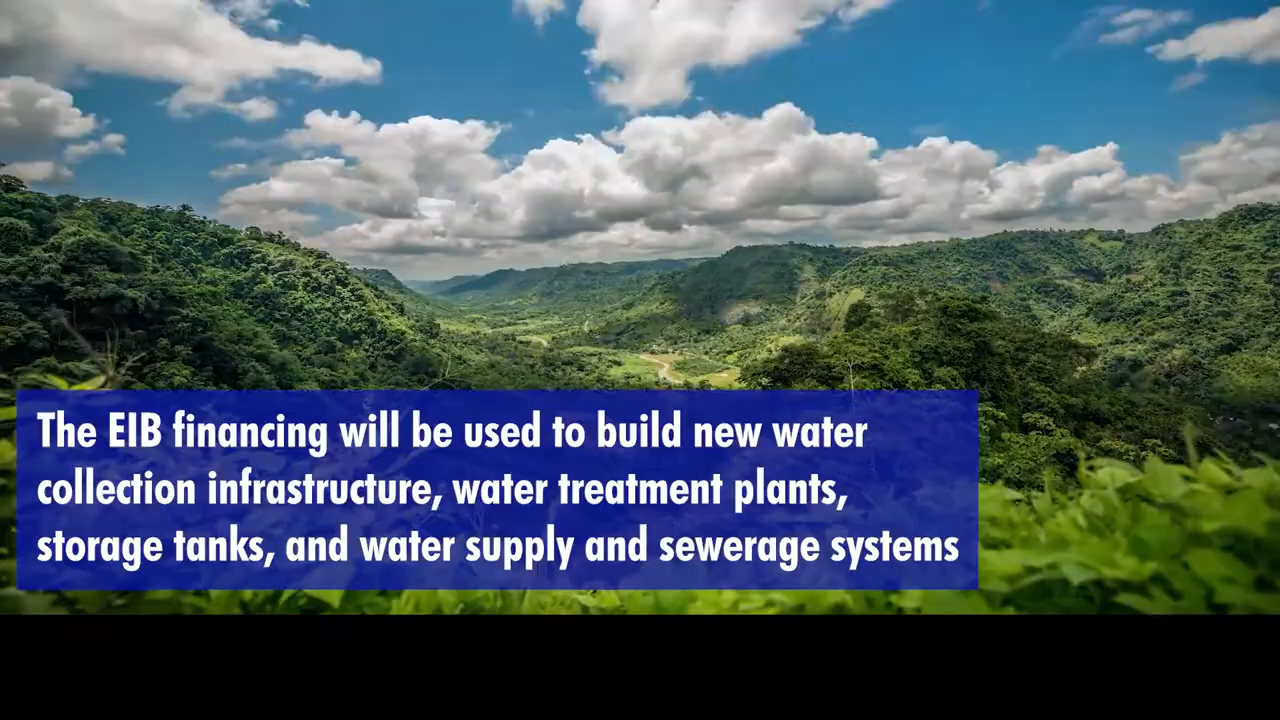 The EIB financing will be used to build new water
collection infrastructure, water treatment plants,
storage tanks, and water supply and sewerage systems